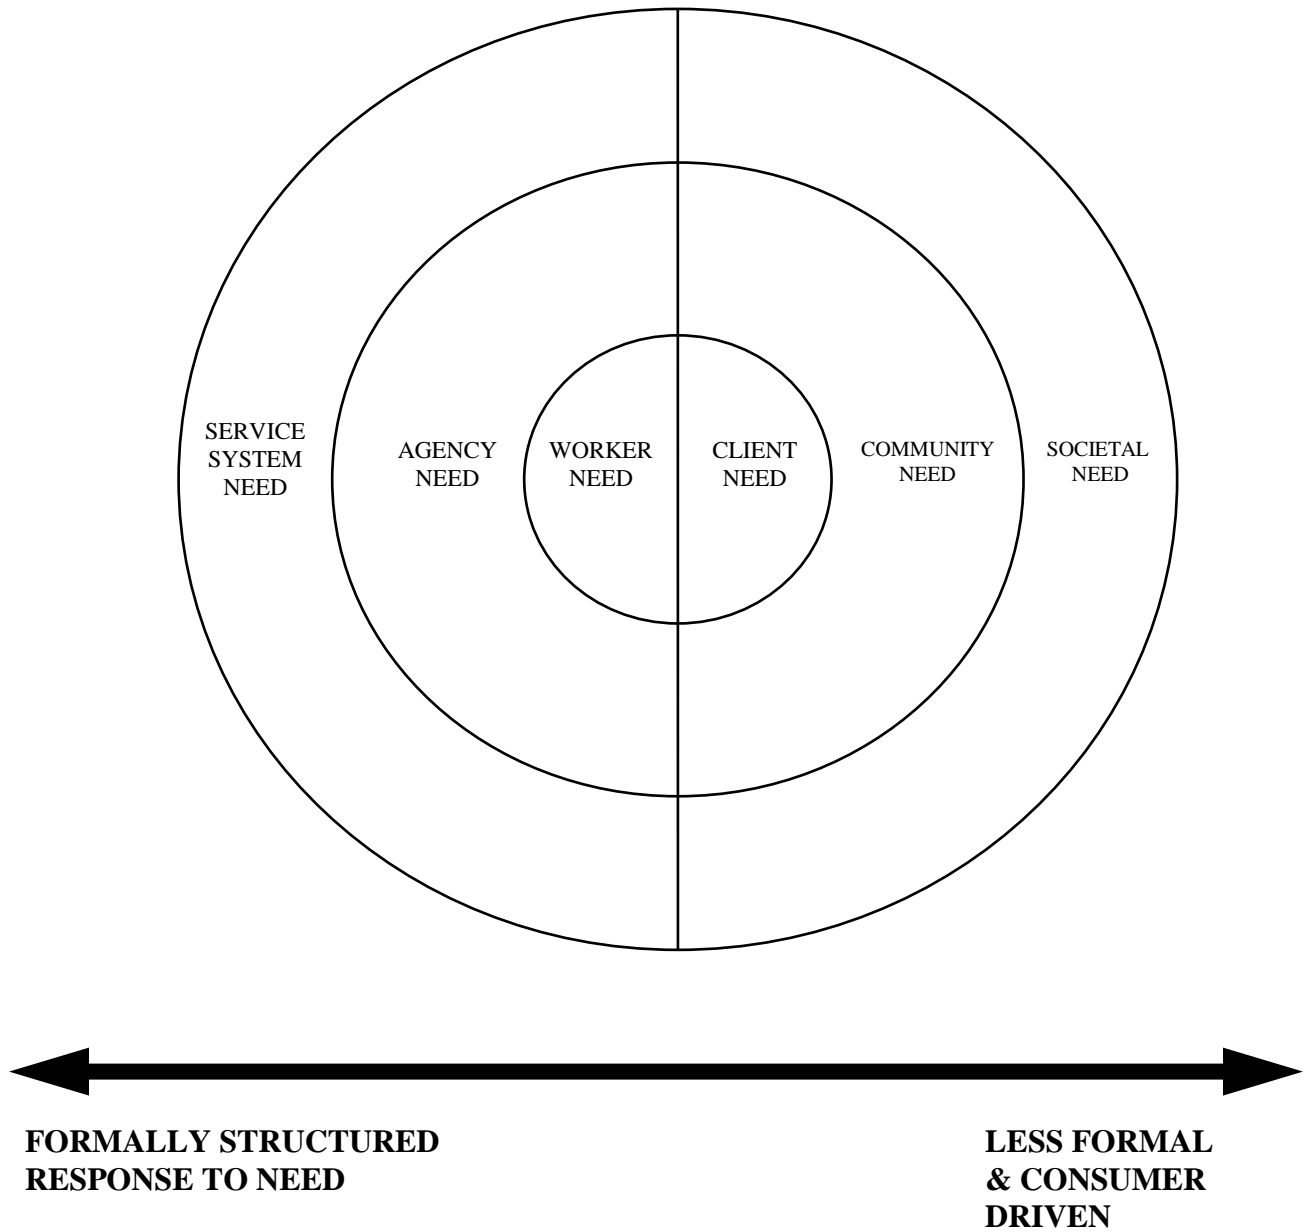 SERVICE
SYSTEM
NEED
AGENCY
NEED
WORKER
NEED
CLIENT
NEED
COMMUNITY
NEED
SOCIETAL
NEED
FORMALLY STRUCTURED
RESPONSE TO NEED
LESS FORMAL
& CONSUMER
DRIVEN